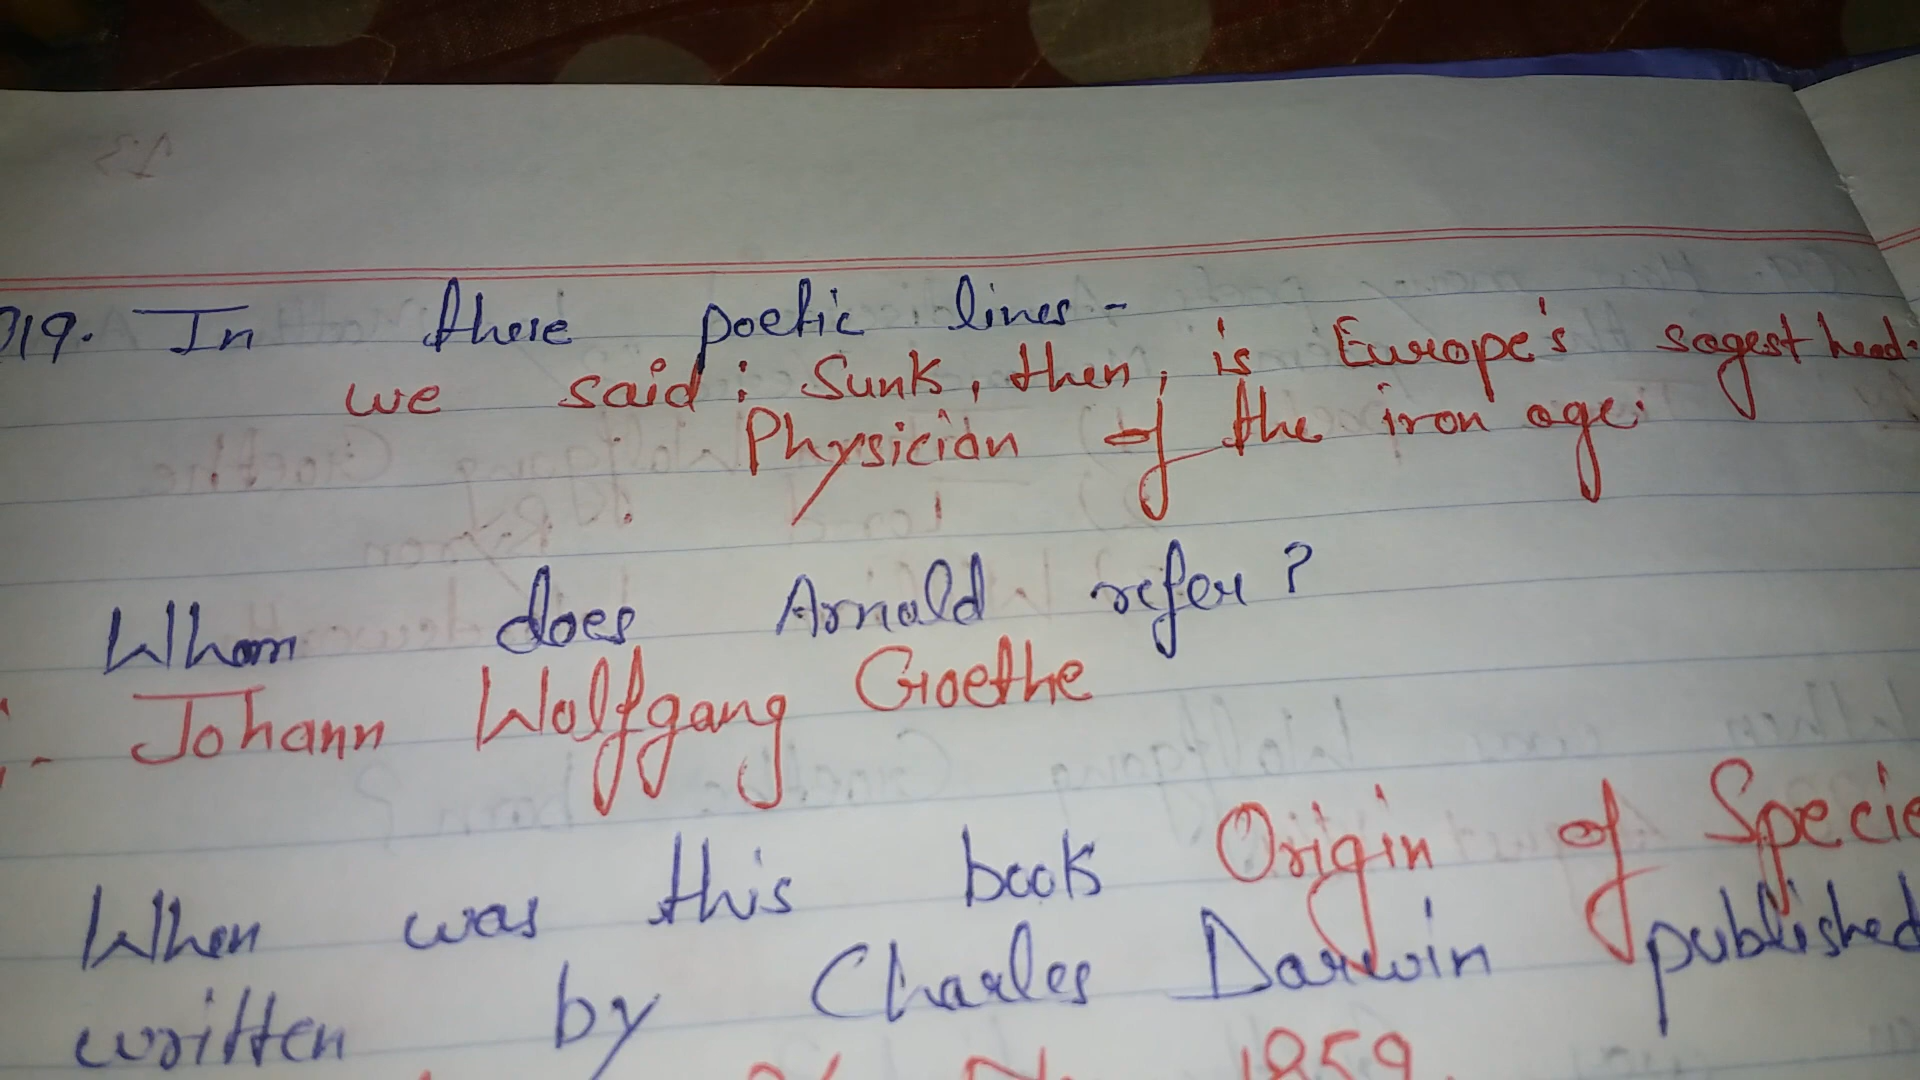 919. In these poetic lines-
we said: Sunk, then, is Europe's sagest head.
Physician of the iron age.
Whom does Arnold refer?
Johann Wolfgang Goethe
When was this book Origin of Specie
written by Charles Darwin published
1859.